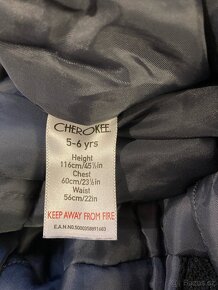 CHEROKEE
5-6 yrs
Height
116cm/45½in
Chest
60cm/23½in
Waist
56cm/22in
KEEP AWAY FROM FIRE